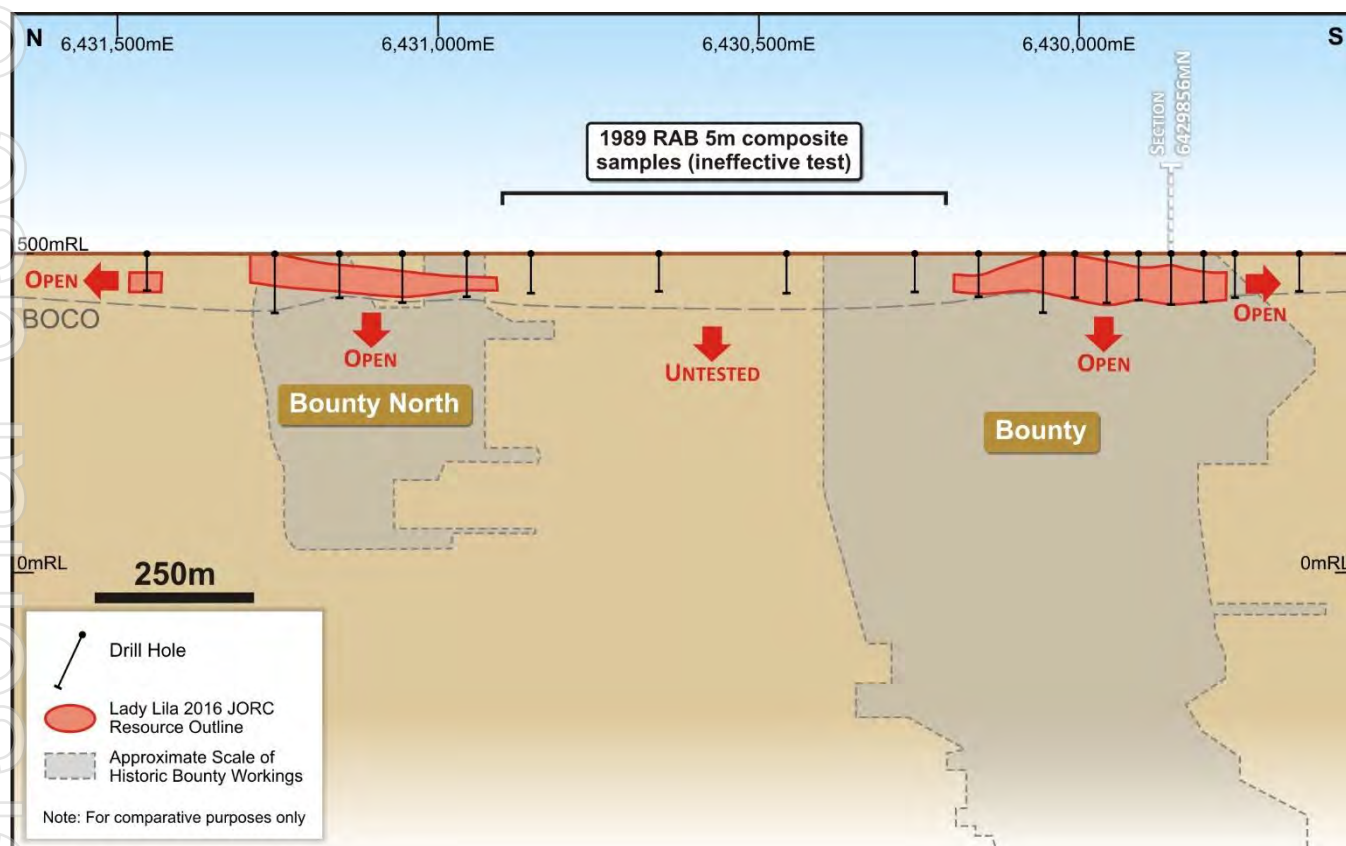 N
S
6,431,500mE
6,431,000mE
6,430,500mE
6,430,000mE
SECTION
6429856mN
1989 RAB 5m composite
samples (ineffective test)
500mRL
OPEN
BOCO
OPEN
UNTESTED
OPEN
OPEN
Bounty North
Bounty
0mRL
0mRL
250m
Drill Hole
Lady Lila 2016 JORC
Resource Outline
Approximate Scale of
Historic Bounty Workings
Note: For comparative purposes only